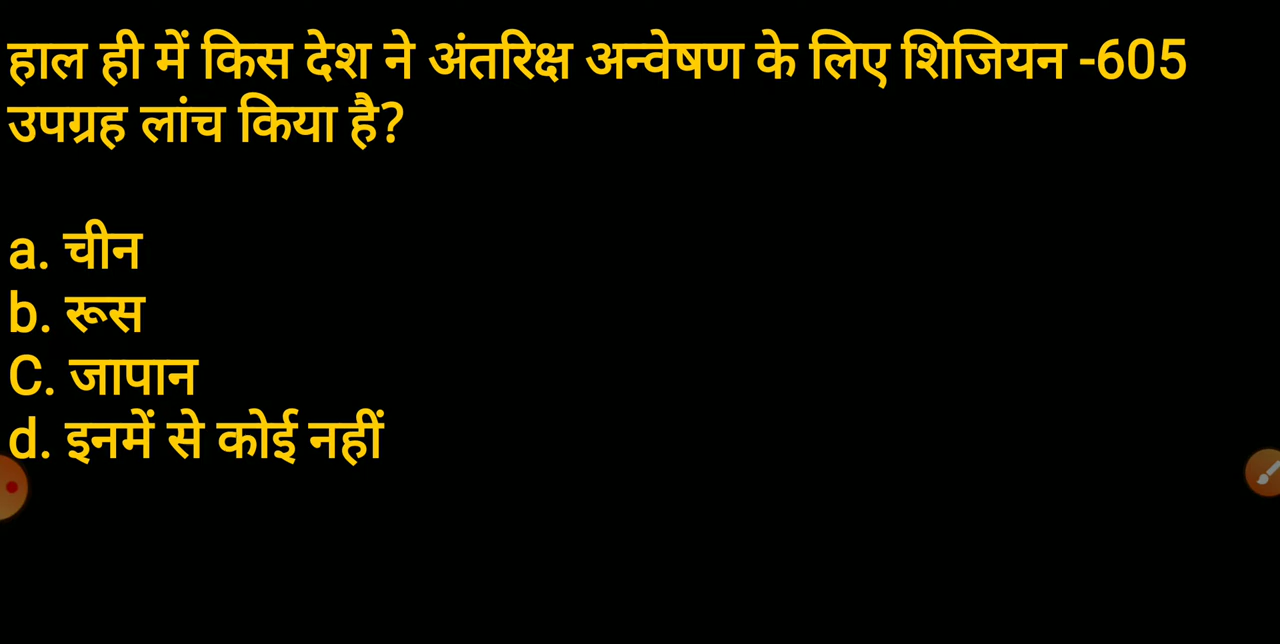 हाल ही में किस देश ने अंतरिक्ष अन्वेषण के लिए शिजियन -605
उपग्रह लांच किया है?
a. चीन
b. रूस
C. जापान
d. इनमें से कोई नहीं